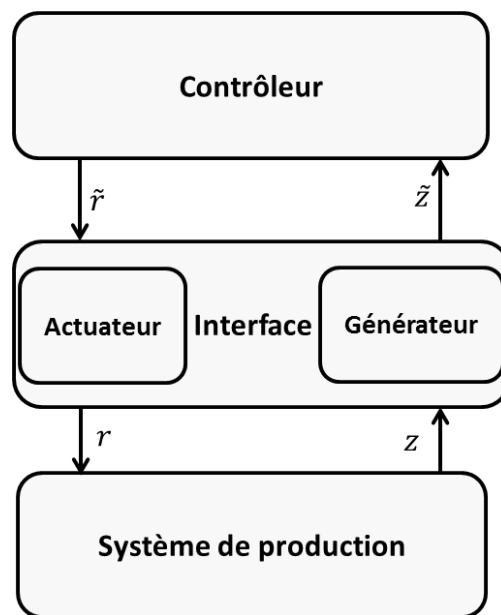 Contrôleur
r̃ z̃
Actuateur Interface Générateur
r z
Système de production